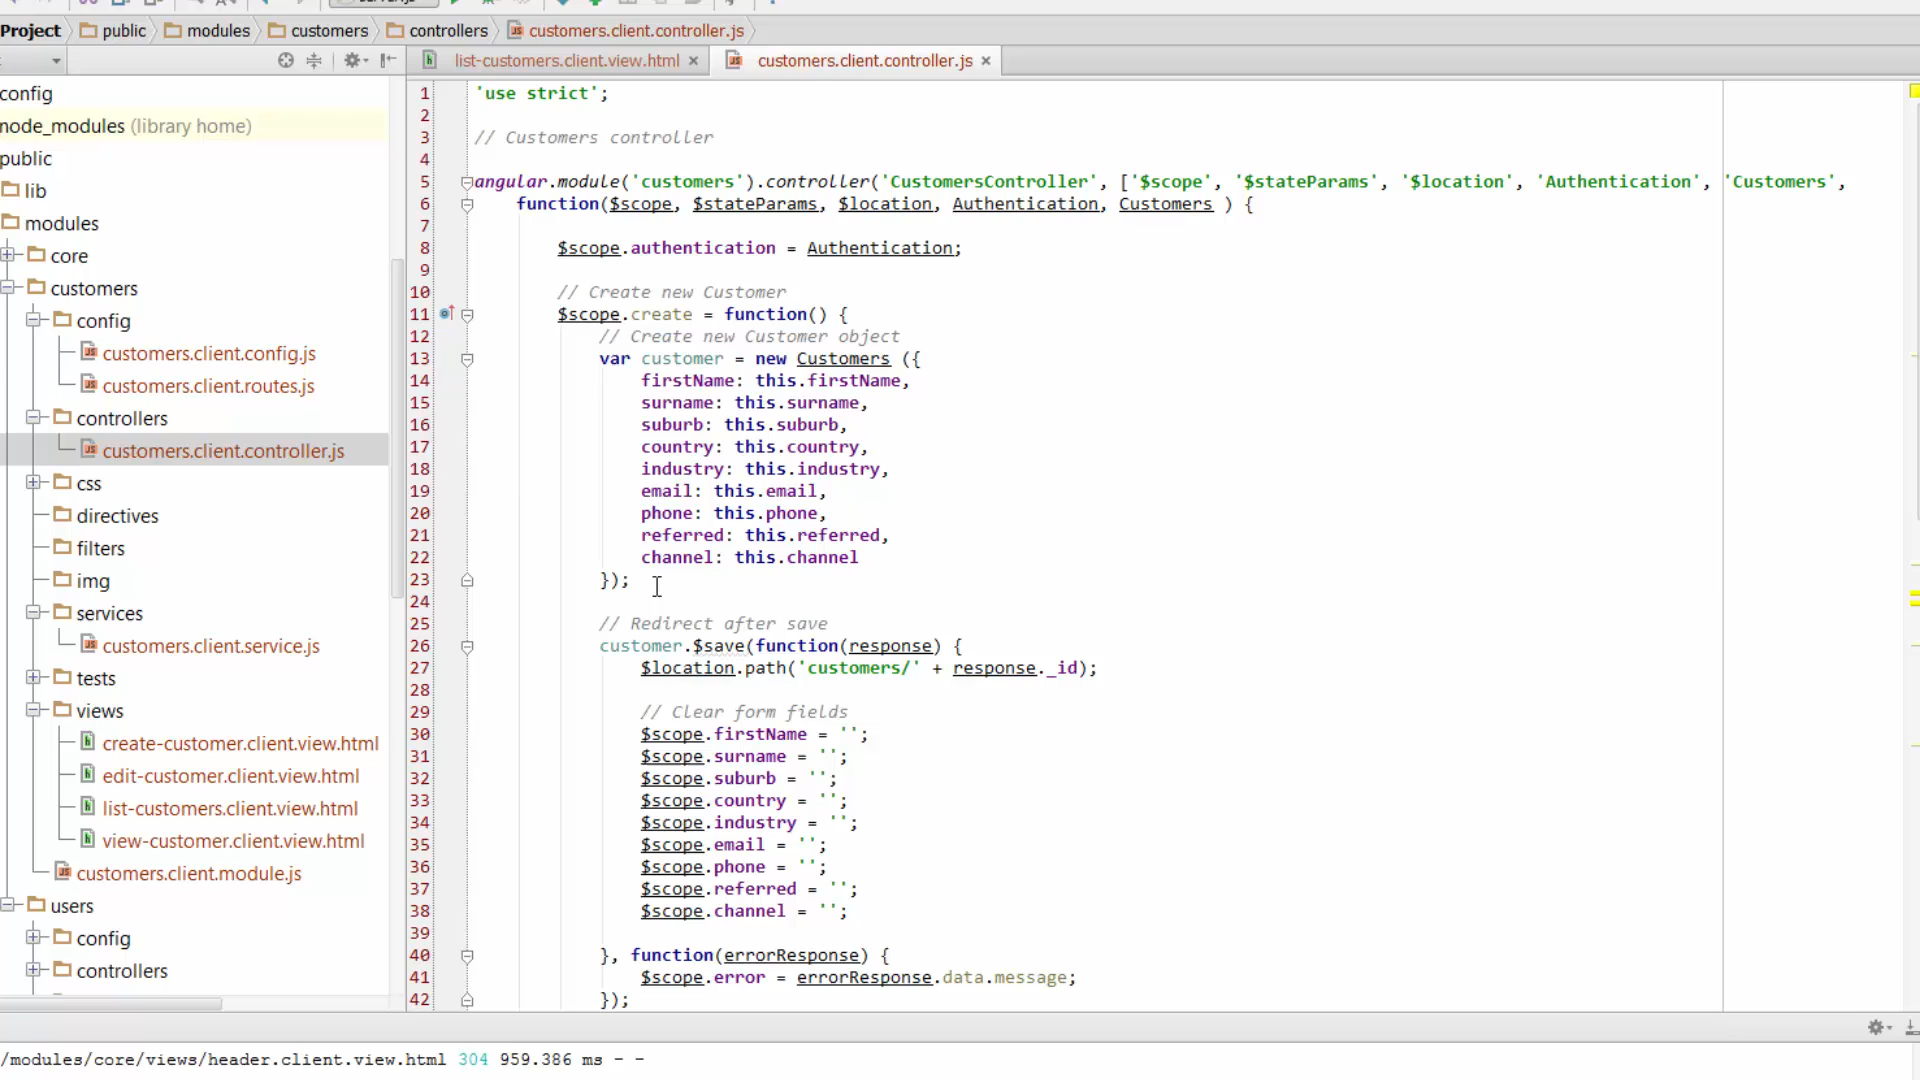 Project public modules customers controllers customers.client.controller.js
list-customers.client.view.html customers.client.controller.js
config
node_modules (library home)
public
lib
modules
core
customers
config
customers.client.config.js
customers.client.routes.js
controllers
customers.client.controller.js
css
directives
filters
img
services
customers.client.service.js
tests
views
create-customer.client.view.html
edit-customer.client.view.html
list-customers.client.view.html
view-customer.client.view.html
customers.client.module.js
users
config
controllers
1 'use strict';
2
3 // Customers controller
4
5 angular.module('customers').controller('CustomersController', ['$scope', '$stateParams', '$location', 'Authentication', 'Customers',
6 function($scope, $stateParams, $location, Authentication, Customers ) {
7
8 $scope.authentication = Authentication;
9
10 // Create new Customer
11 $scope.create = function() {
12 // Create new Customer object
13 var customer = new Customers ({
14 firstName: this.firstName,
15 surname: this.surname,
16 suburb: this.suburb,
17 country: this.country,
18 industry: this.industry,
19 email: this.email,
20 phone: this.phone,
21 referred: this.referred,
22 channel: this.channel
23 });
24
25 // Redirect after save
26 customer.$save(function(response) {
27 $location.path('customers/' + response._id);
28
29 // Clear form fields
30 $scope.firstName = '';
31 $scope.surname = '';
32 $scope.suburb = '';
33 $scope.country = '';
34 $scope.industry = '';
35 $scope.email = '';
36 $scope.phone = '';
37 $scope.referred = '';
38 $scope.channel = '';
39
40 }, function(errorResponse) {
41 $scope.error = errorResponse.data.message;
42 });
/modules/core/views/header.client.view.html 304 959.386 ms - -